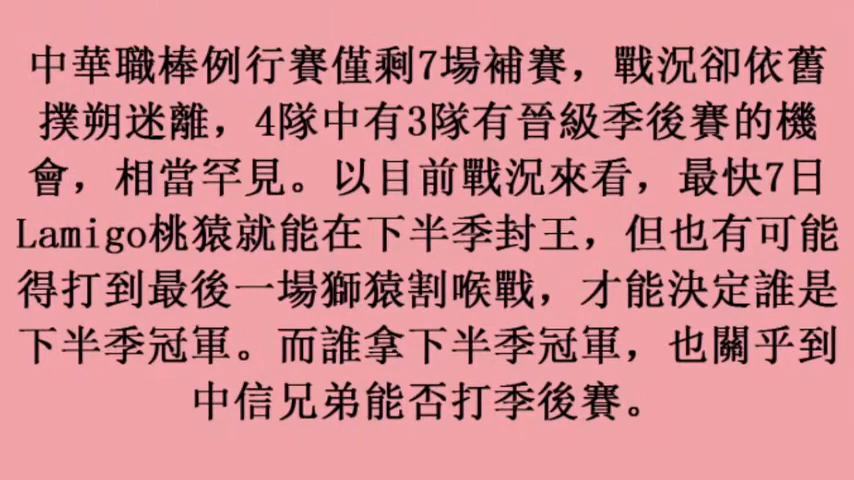 中華職棒例行賽僅剩7場補賽，戰況卻依舊
撲朔迷離，4隊中有3隊有晉級季後賽的機
會，相當罕見。以目前戰況來看，最快7日
Lamigo桃猿就能在下半季封王，但也有可能
得打到最後一場獅猿割喉戰，才能決定誰是
下半季冠軍。而誰拿下半季冠軍，也關乎到
中信兄弟能否打季後賽。